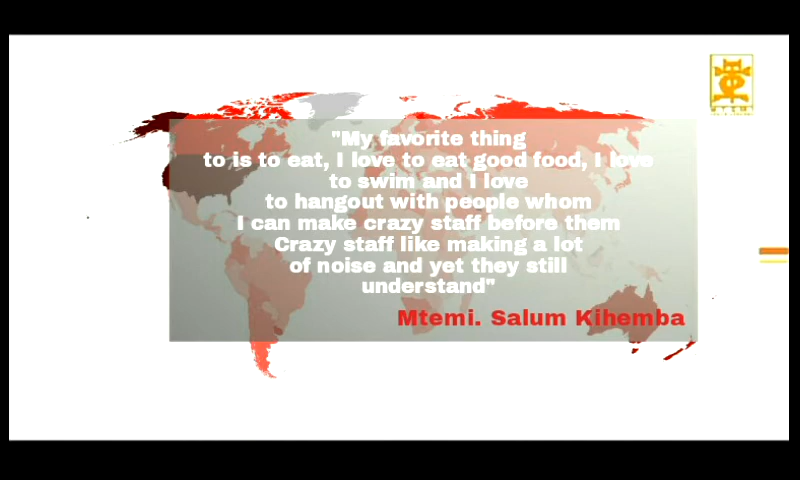 "My favorite thing
to is to eat, I love to eat good food, I love
to swim and I love
to hangout with people whom
I can make crazy staff before them
Crazy staff like making a lot
of noise and yet they still
understand"
Mtemi. Salum Kihemba